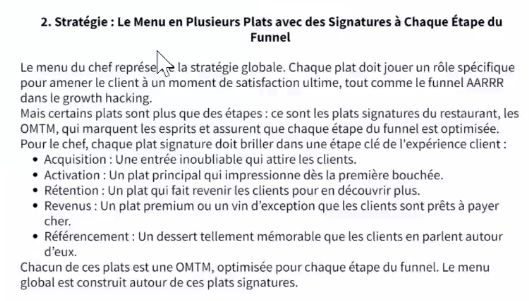 2. Stratégie : Le Menu en Plusieurs Plats avec des Signatures à Chaque Étape du
Funnel
Le menu du chef représente la stratégie globale. Chaque plat doit jouer un rôle spécifique
pour amener le client à un moment de satisfaction ultime, tout comme le funnel AARRR
dans le growth hacking.
Mais certains plats sont plus que des étapes : ce sont les plats signatures du restaurant, les
OMTM, qui marquent les esprits et assurent que chaque étape du funnel est optimisée.
Pour le chef, chaque plat signature doit briller dans une étape clé de l'expérience client :
• Acquisition : Une entrée inoubliable qui attire les clients.
• Activation : Un plat principal qui impressionne dès la première bouchée.
• Rétention : Un plat qui fait revenir les clients pour en découvrir plus.
• Revenus : Un plat premium ou un vin d'exception que les clients sont prêts à payer
cher.
• Référencement : Un dessert tellement mémorable que les clients en parlent autour
d'eux.
Chacun de ces plats est une OMTM, optimisée pour chaque étape du funnel. Le menu
global est construit autour de ces plats signatures.